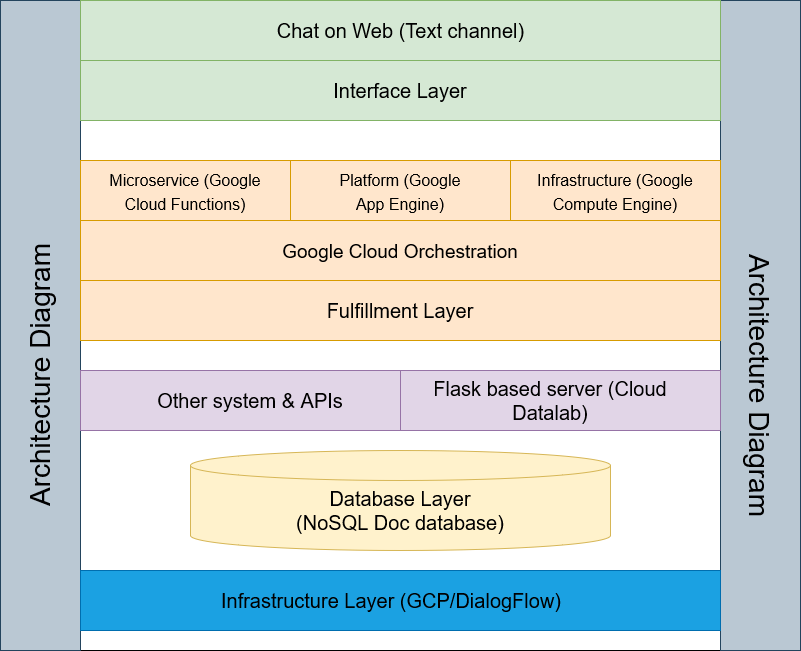 Architecture Diagram
Chat on Web (Text channel)
Interface Layer
Microservice (Google
Cloud Functions)
Platform (Google
App Engine)
Infrastructure (Google
Compute Engine)
Google Cloud Orchestration
Fulfillment Layer
Other system & APIs
Flask based server (Cloud
Datalab)
Database Layer
(NoSQL Doc database)
Infrastructure Layer (GCP/DialogFlow)
Architecture Diagram